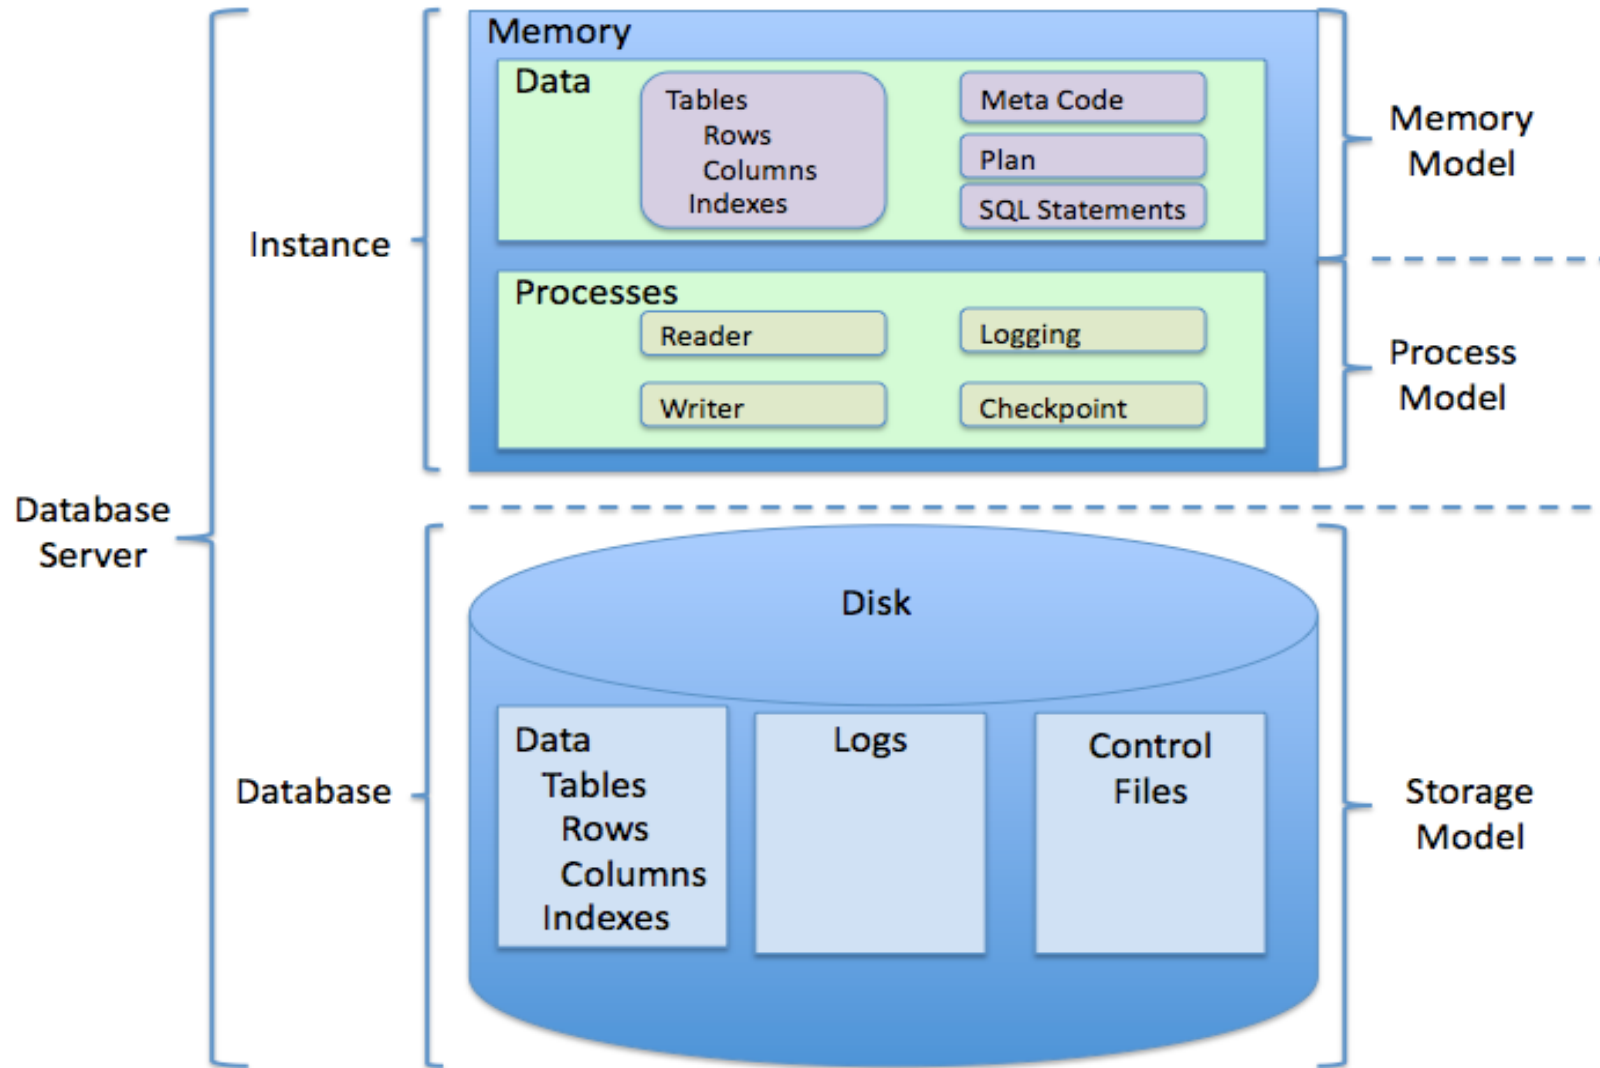 Memory
Data
Tables
Rows
Columns
Indexes
Meta Code
Plan
SQL Statements
Memory
Model
Instance
Processes
Reader
Writer
Logging
Checkpoint
Process
Model
Database
Server
Disk
Data
Tables
Rows
Columns
Indexes
Logs
Control
Files
Database
Storage
Model